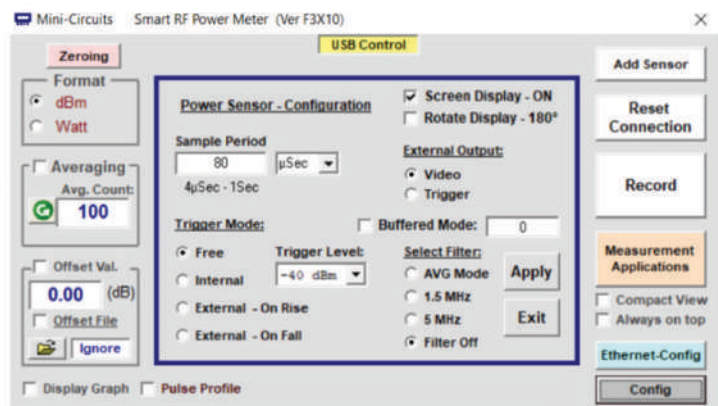 Mini-Circuits Smart RF Power Meter (Ver F3X10)
USB Control
Zeroing
Format
dBm
Watt
Averaging
Avg. Count:
100
Offset Val.
0.00 (dB)
Offset File
Ignore
Display Graph Pulse Profile
Power Sensor - Configuration
Screen Display - ON
Rotate Display - 180°
Sample Period
80 µSec
4µSec - 1Sec
External Output:
Video
Trigger
Trigger Mode:
Buffered Mode: 0
Free
Internal
External - On Rise
External - On Fall
Trigger Level:
-40 dBm
Select Filter:
AVG Mode
1.5 MHz
5 MHz
Filter Off
Apply
Exit
Add Sensor
Reset
Connection
Record
Measurement
Applications
Compact View
Always on top
Ethernet-Config
Config